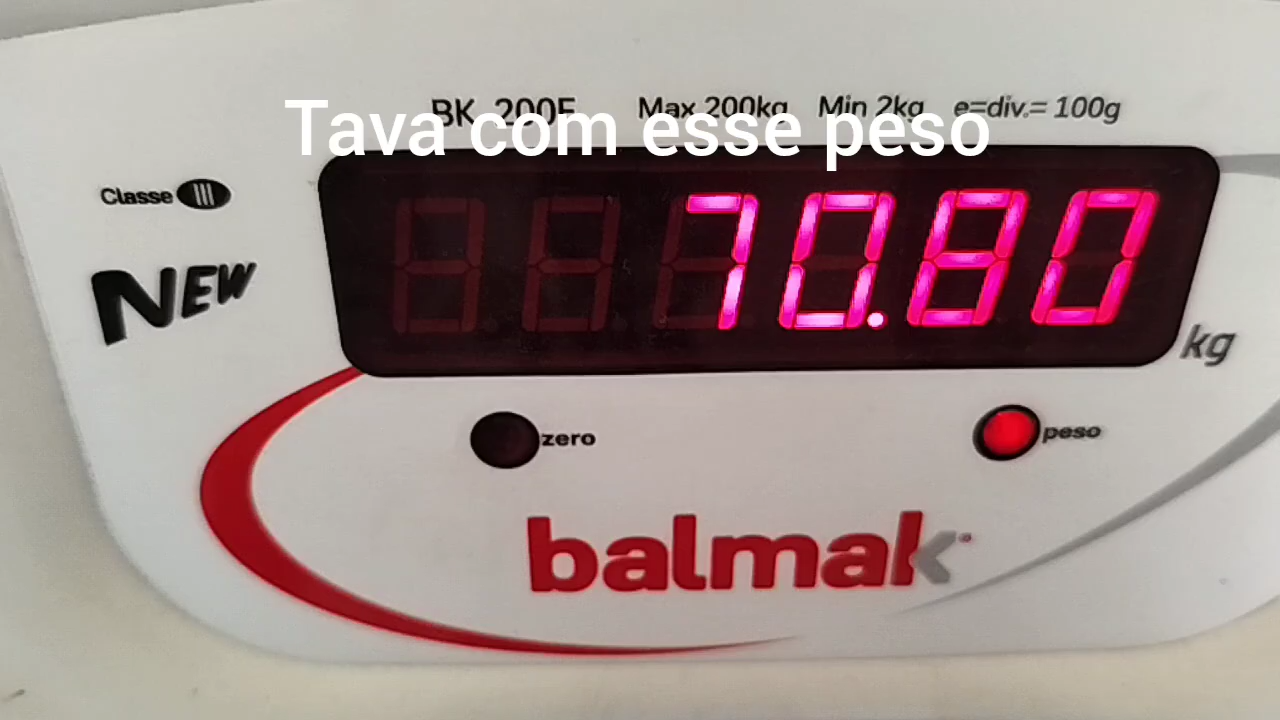 BK 200F Max 200kg Min 2kg e=div.= 100g
Tava com esse peso
Classe III
70.80
NEW
kg
zero
peso
balmak